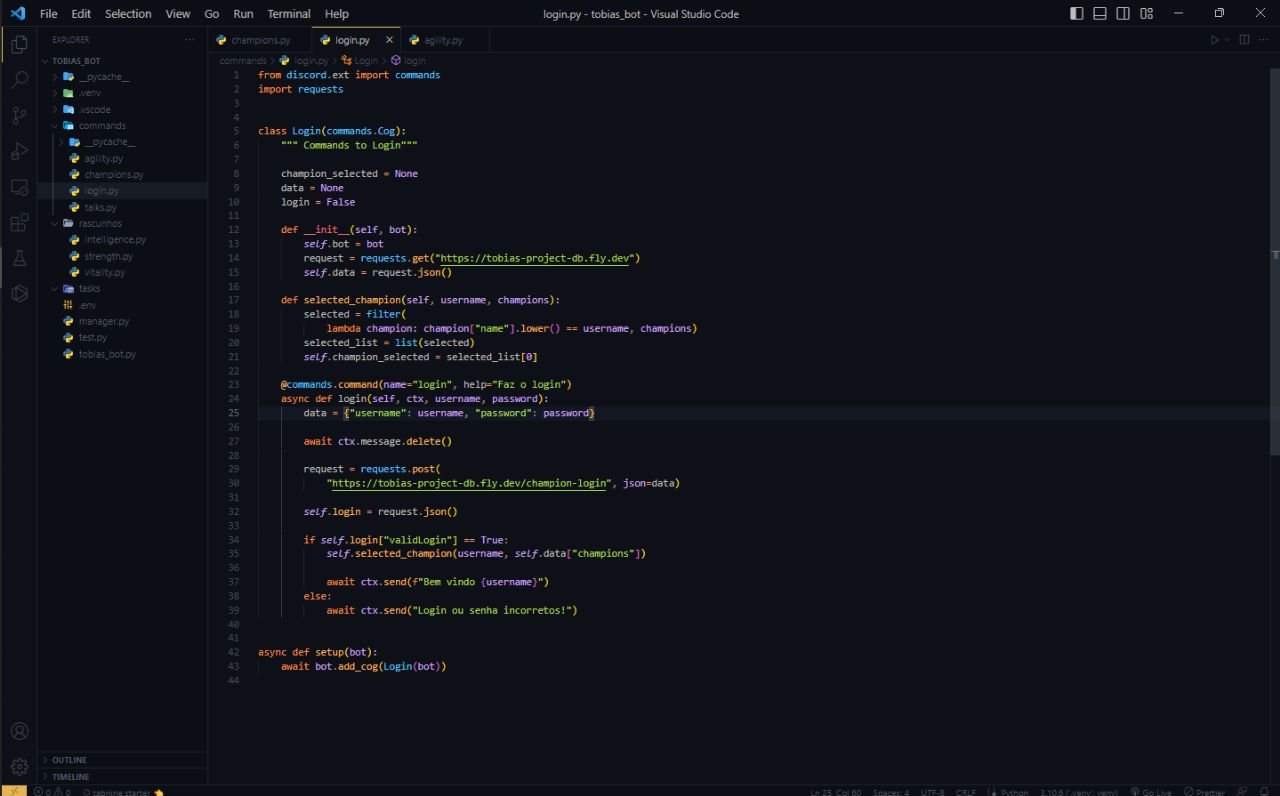 File Edit Selection View Go Run Terminal Help
login.py - tobias_bot - Visual Studio Code
EXPLORER
TOBIAS_BOT
__pycache__
.venv
.vscode
commands
__pycache__
agility.py
champions.py
login.py
talks.py
rascunhos
intelligence.py
strength.py
vitality.py
tasks
.env
manager.py
test.py
tobias_bot.py
OUTLINE
TIMELINE
champions.py login.py agility.py
commands > login.py > Login > login
1 from discord.ext import commands
2 import requests
3
4
5 class Login(commands.Cog):
6 """ Commands to Login"""
7
8 champion_selected = None
9 data = None
10 login = False
11
12 def __init__(self, bot):
13 self.bot = bot
14 request = requests.get("https://tobias-project-db.fly.dev")
15 self.data = request.json()
16
17 def selected_champion(self, username, champions):
18 selected = filter(
19 lambda champion: champion["name"].lower() == username, champions)
20 selected_list = list(selected)
21 self.champion_selected = selected_list[0]
22
23 @commands.command(name="login", help="Faz o login")
24 async def login(self, ctx, username, password):
25 data = {"username": username, "password": password}
26
27 await ctx.message.delete()
28
29 request = requests.post(
30 "https://tobias-project-db.fly.dev/champion-login", json=data)
31
32 self.login = request.json()
33
34 if self.login["validLogin"] == True:
35 self.selected_champion(username, self.data["champions"])
36
37 await ctx.send(f"Bem vindo {username}")
38 else:
39 await ctx.send("Login ou senha incorretos!")
40
41
42 async def setup(bot):
43 await bot.add_cog(Login(bot))
44
0 0 tabnine starter Ln 25, Col 60 Spaces: 4 UTF-8 CRLF Python 3.10.6 ('.venv': venv) Go Live Prettier